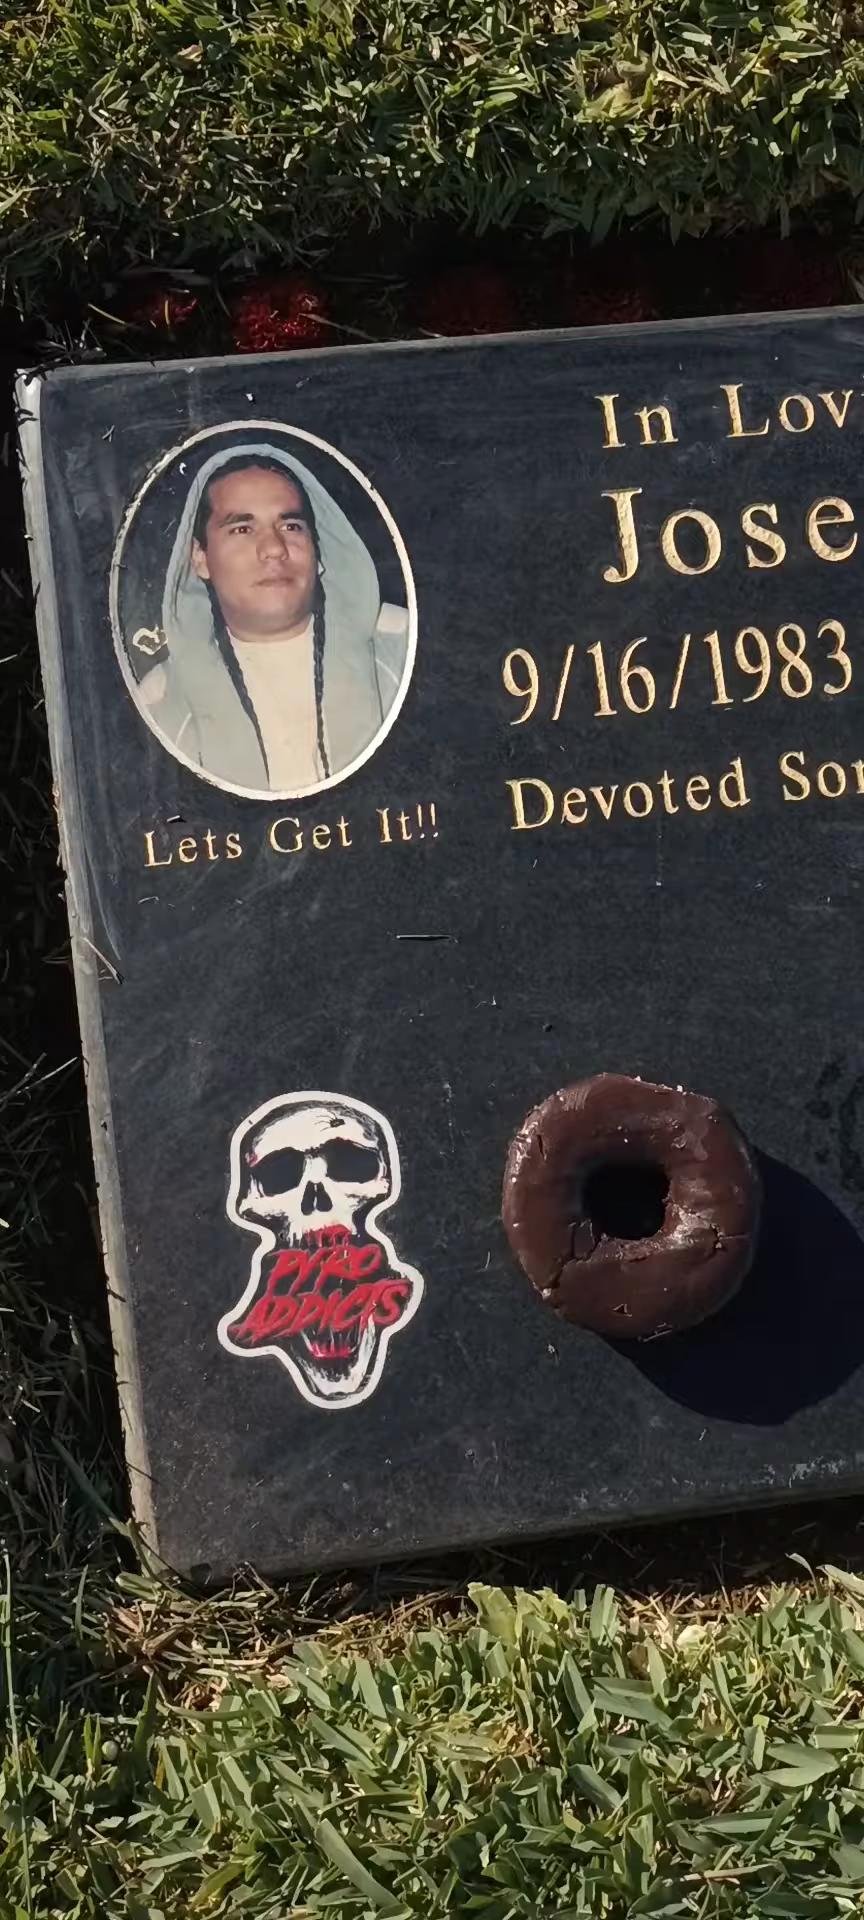 In Lov
Jose
9/16/1983
Devoted Son
Lets Get It!!
PYRO
ADDICTS